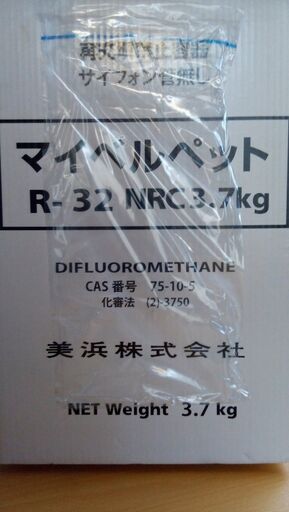 サイフォン管無し
マイベルペット
R-32 NRC3.7kg
DIFLUOROMETHANE
CAS 番号 75-10-5
化審法 (2)-3750
美浜株式会社
NET Weight 3.7 kg